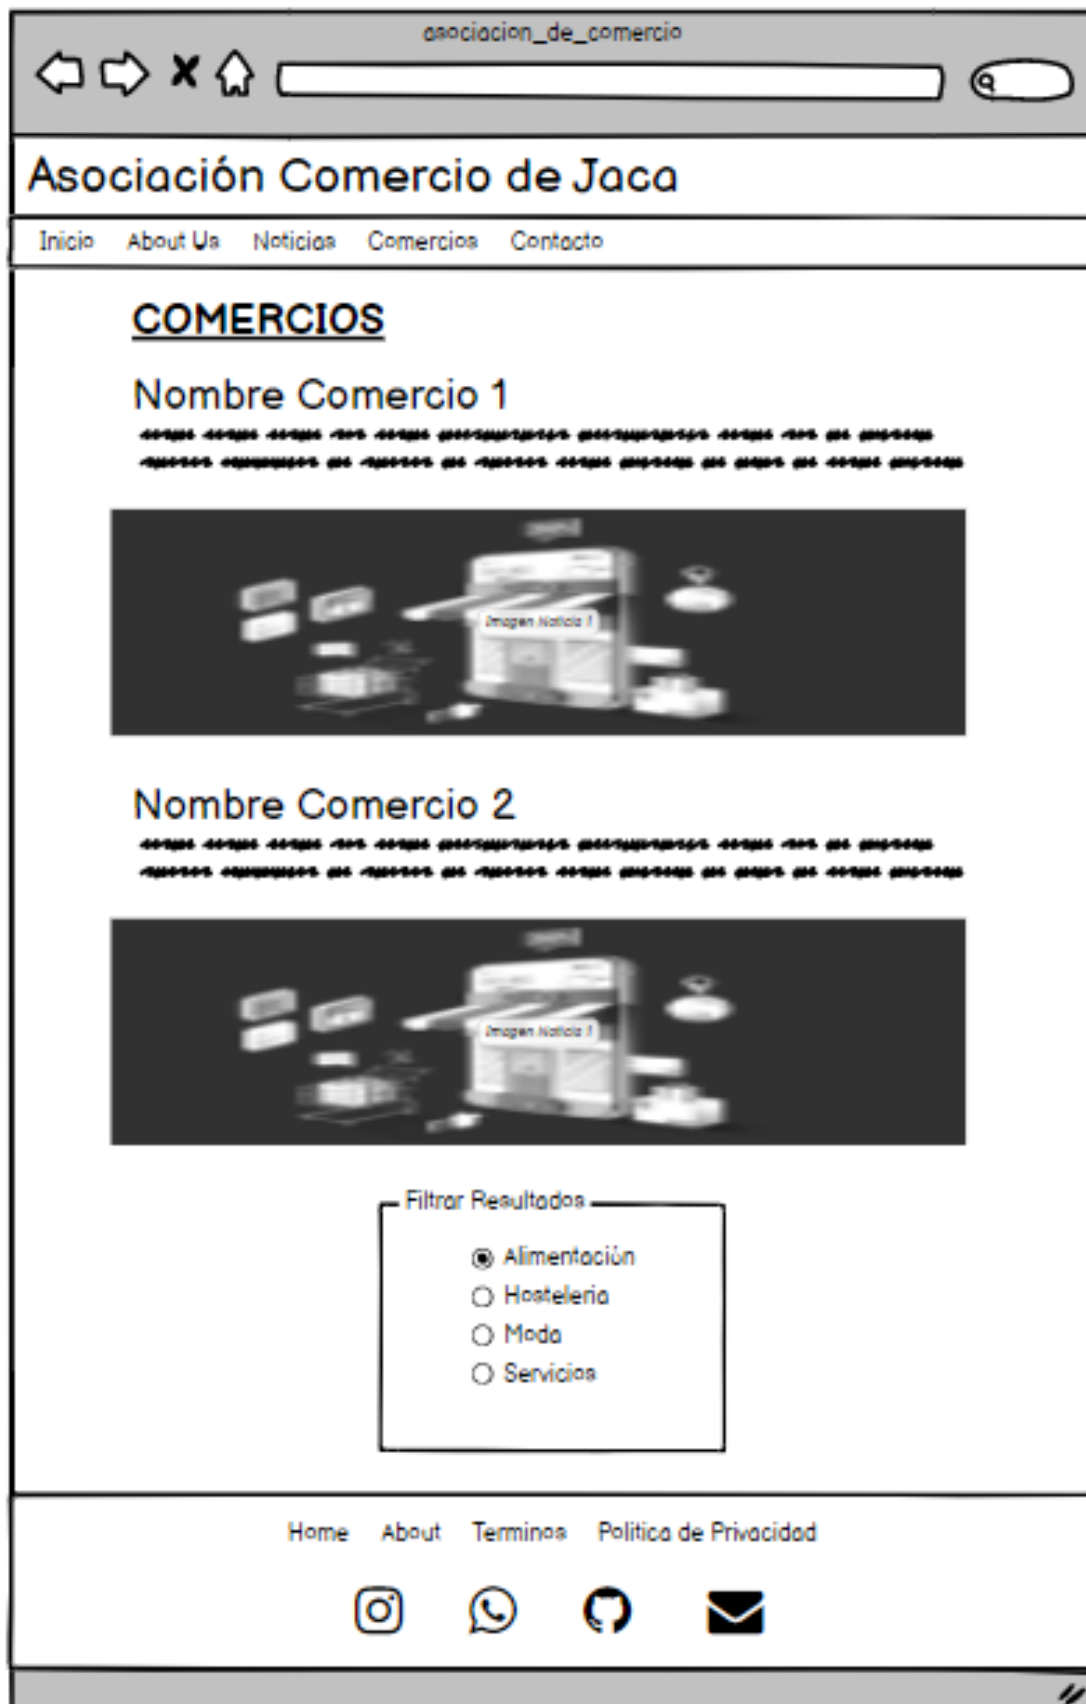 asociacion_de_comercio
Asociación Comercio de Jaca
Inicio About Us Noticias Comercios Contacto
COMERCIOS
Nombre Comercio 1
Imagen Noticia 1
Nombre Comercio 2
Imagen Noticia 1
Filtrar Resultados
Alimentación
Hosteleria
Moda
Servicios
Home About Terminos Politica de Privacidad